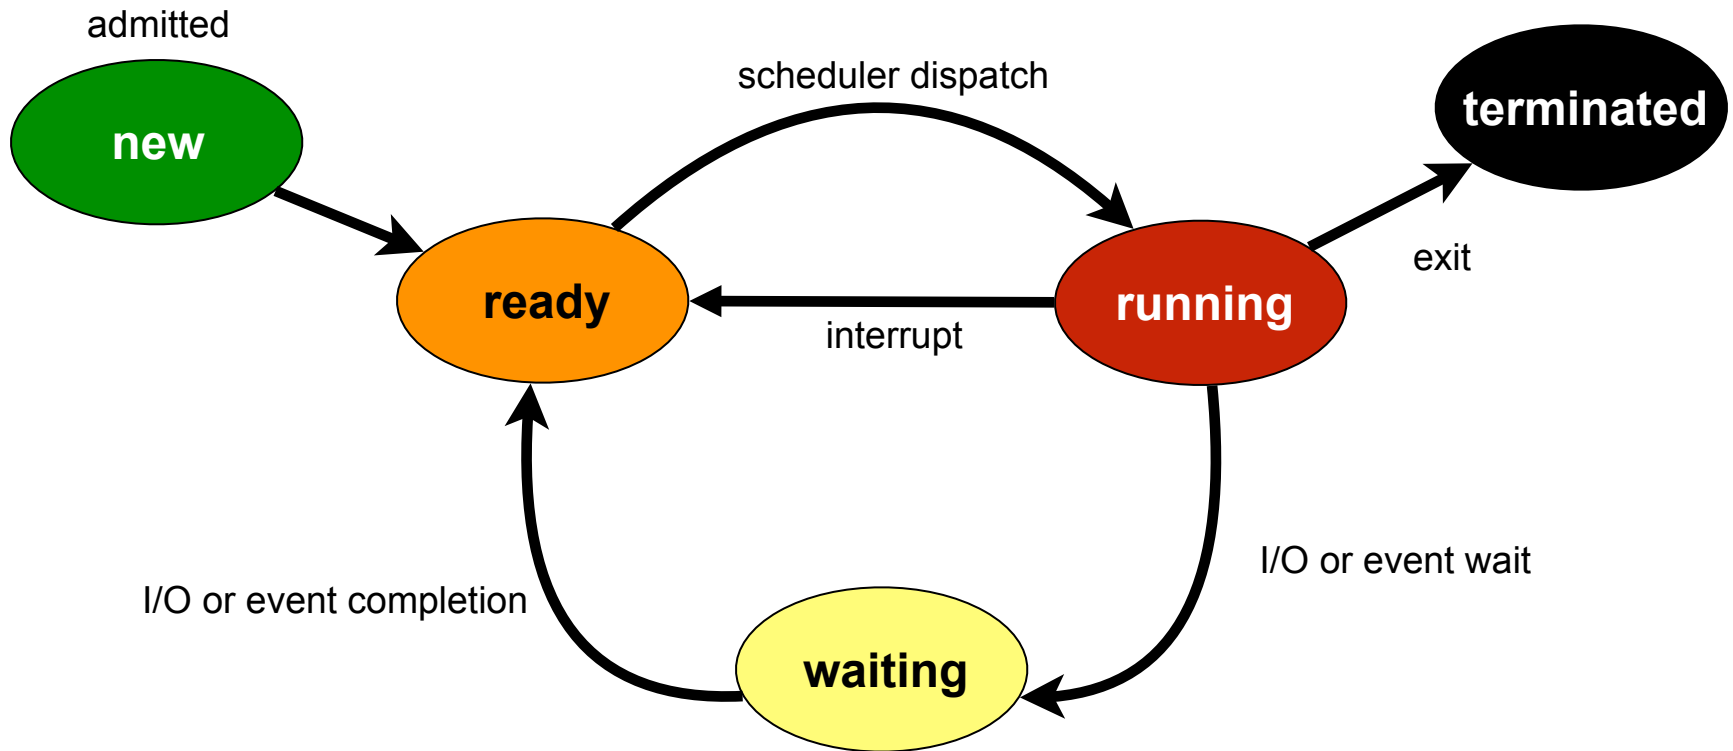 admitted
new
scheduler dispatch
terminated
ready
running
exit
interrupt
I/O or event completion
I/O or event wait
waiting